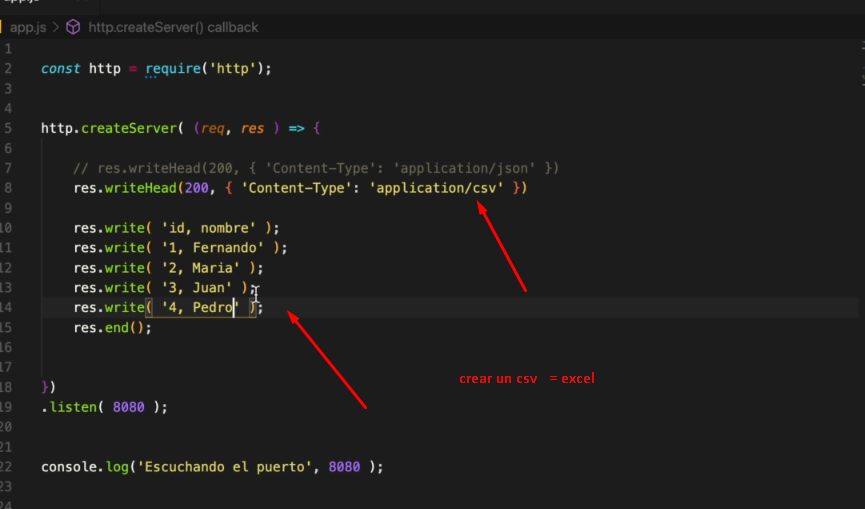 app.js
app.js > http.createServer() callback
1
2 const http = require('http');
3
4
5 http.createServer( (req, res ) => {
6
7 // res.writeHead(200, { 'Content-Type': 'application/json' })
8 res.writeHead(200, { 'Content-Type': 'application/csv' })
9
10 res.write( 'id, nombre' );
11 res.write( '1, Fernando' );
12 res.write( '2, Maria' );
13 res.write( '3, Juan' );
14 res.write( '4, Pedro' );
15 res.end();
16
17
crear un csv = excel
18 })
19 .listen( 8080 );
20
21
22 console.log('Escuchando el puerto', 8080 );
23
24